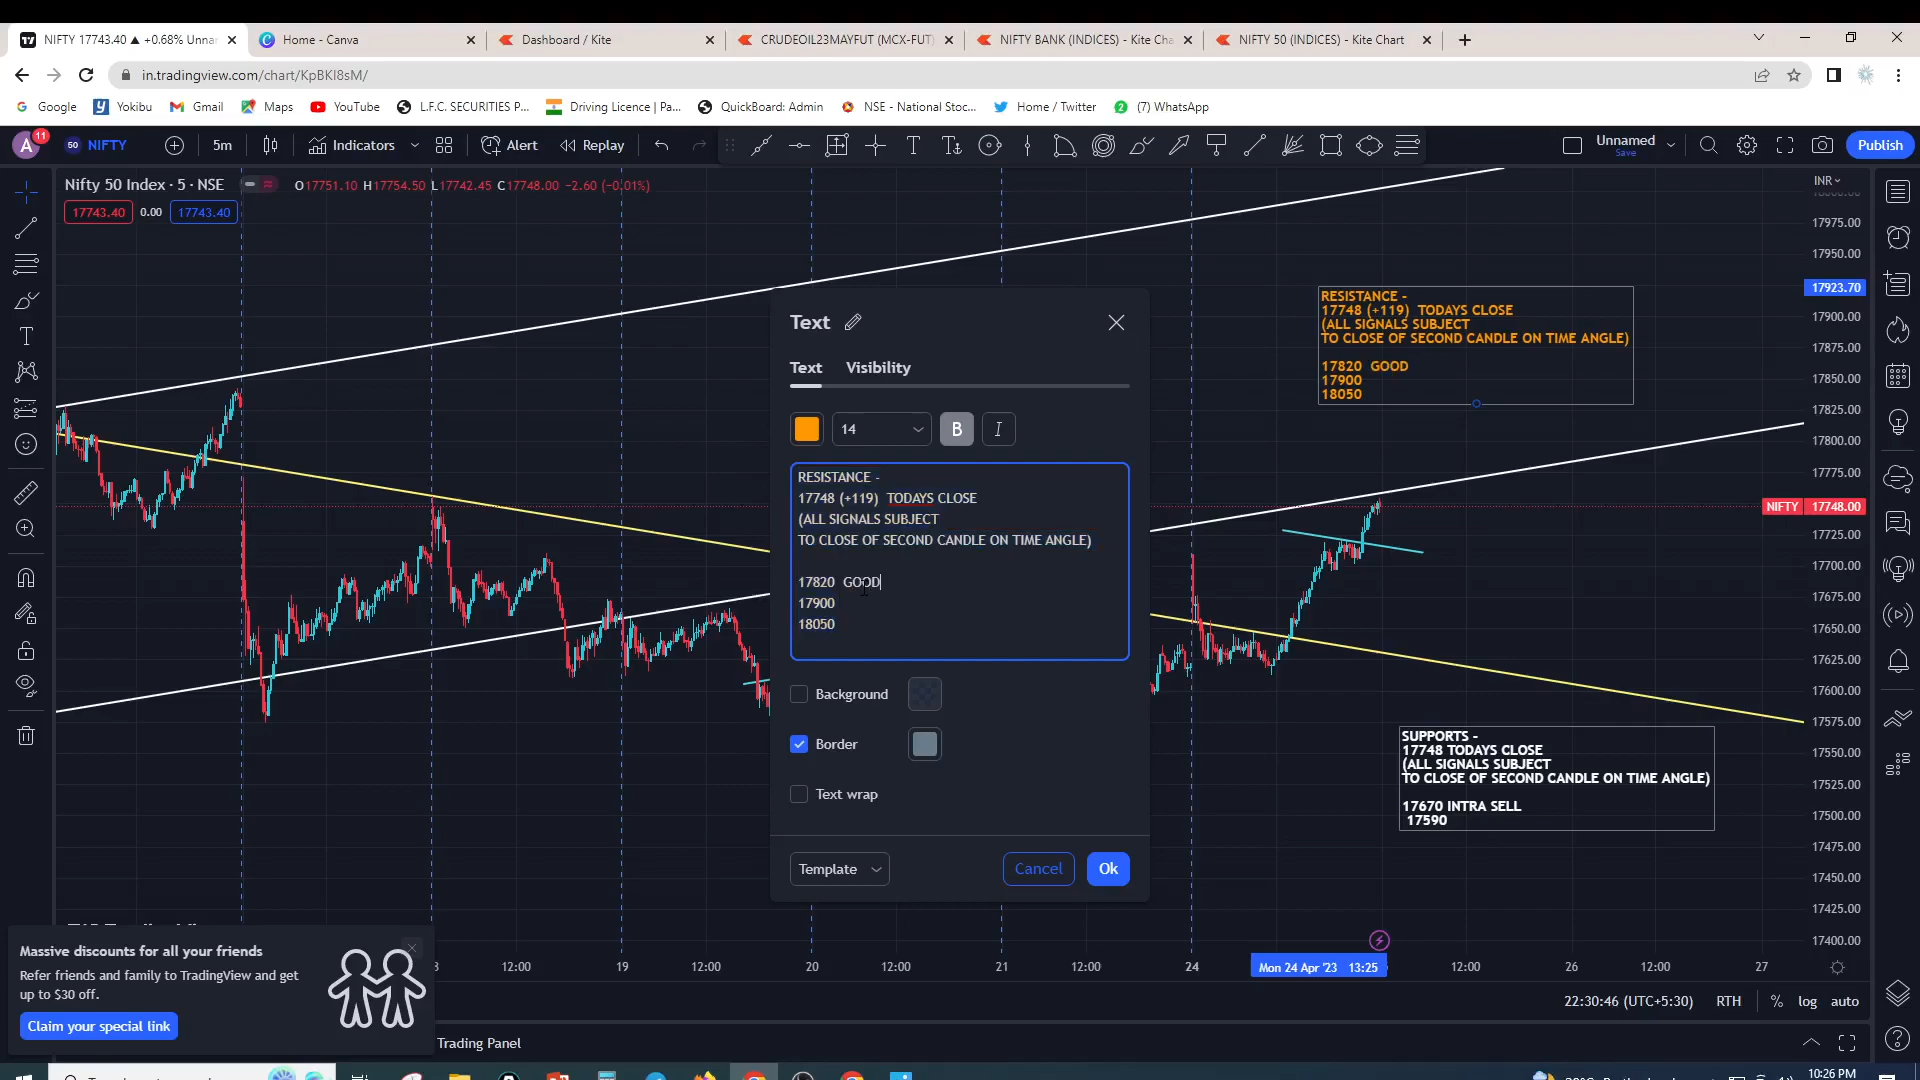 NIFTY 17743.40 ▲ +0.68% Unnar
Home - Canva
Dashboard / Kite
CRUDEOIL23MAYFUT (MCX-FUT)
NIFTY BANK (INDICES) - Kite Cha
NIFTY 50 (INDICES) - Kite Chart
in.tradingview.com/chart/KpBKI8sM/
Google
Yokibu
Gmail
Maps
YouTube
L.F.C. SECURITIES P...
Driving Licence | Pa...
QuickBoard: Admin
NSE - National Stoc...
Home / Twitter
(7) WhatsApp
A 11
50 NIFTY
5m
Indicators
Alert
Replay
Unnamed
Save
Publish
Nifty 50 Index · 5 · NSE
O17751.10 H17754.50 L17742.45 C17748.00 −2.60 (−0.01%)
17743.40 0.00 17743.40
INR
17975.00
17950.00
17923.70
17900.00
17875.00
17850.00
17825.00
17800.00
17775.00
NIFTY 17748.00
17725.00
17700.00
17675.00
17650.00
17625.00
17600.00
17575.00
17550.00
17525.00
17500.00
17475.00
17450.00
17425.00
17400.00
RESISTANCE -
17748 (+119)  TODAYS CLOSE
(ALL SIGNALS SUBJECT
TO CLOSE OF SECOND CANDLE ON TIME ANGLE)
17820  GOOD
17900
18050
Text
Text Visibility
14 B I
RESISTANCE -
17748 (+119)  TODAYS CLOSE
(ALL SIGNALS SUBJECT
TO CLOSE OF SECOND CANDLE ON TIME ANGLE)
17820  GOOD
17900
18050
Background
Border
Text wrap
Template
Cancel
Ok
SUPPORTS -
17748 TODAYS CLOSE
(ALL SIGNALS SUBJECT
TO CLOSE OF SECOND CANDLE ON TIME ANGLE)
17670 INTRA SELL
17590
Massive discounts for all your friends
Refer friends and family to TradingView and get
up to $30 off.
Claim your special link
12:00 19 12:00 20 12:00 21 12:00 24 Mon 24 Apr '23 13:25 12:00 26 12:00 27
22:30:46 (UTC+5:30) RTH % log auto
Trading Panel
10:26 PM